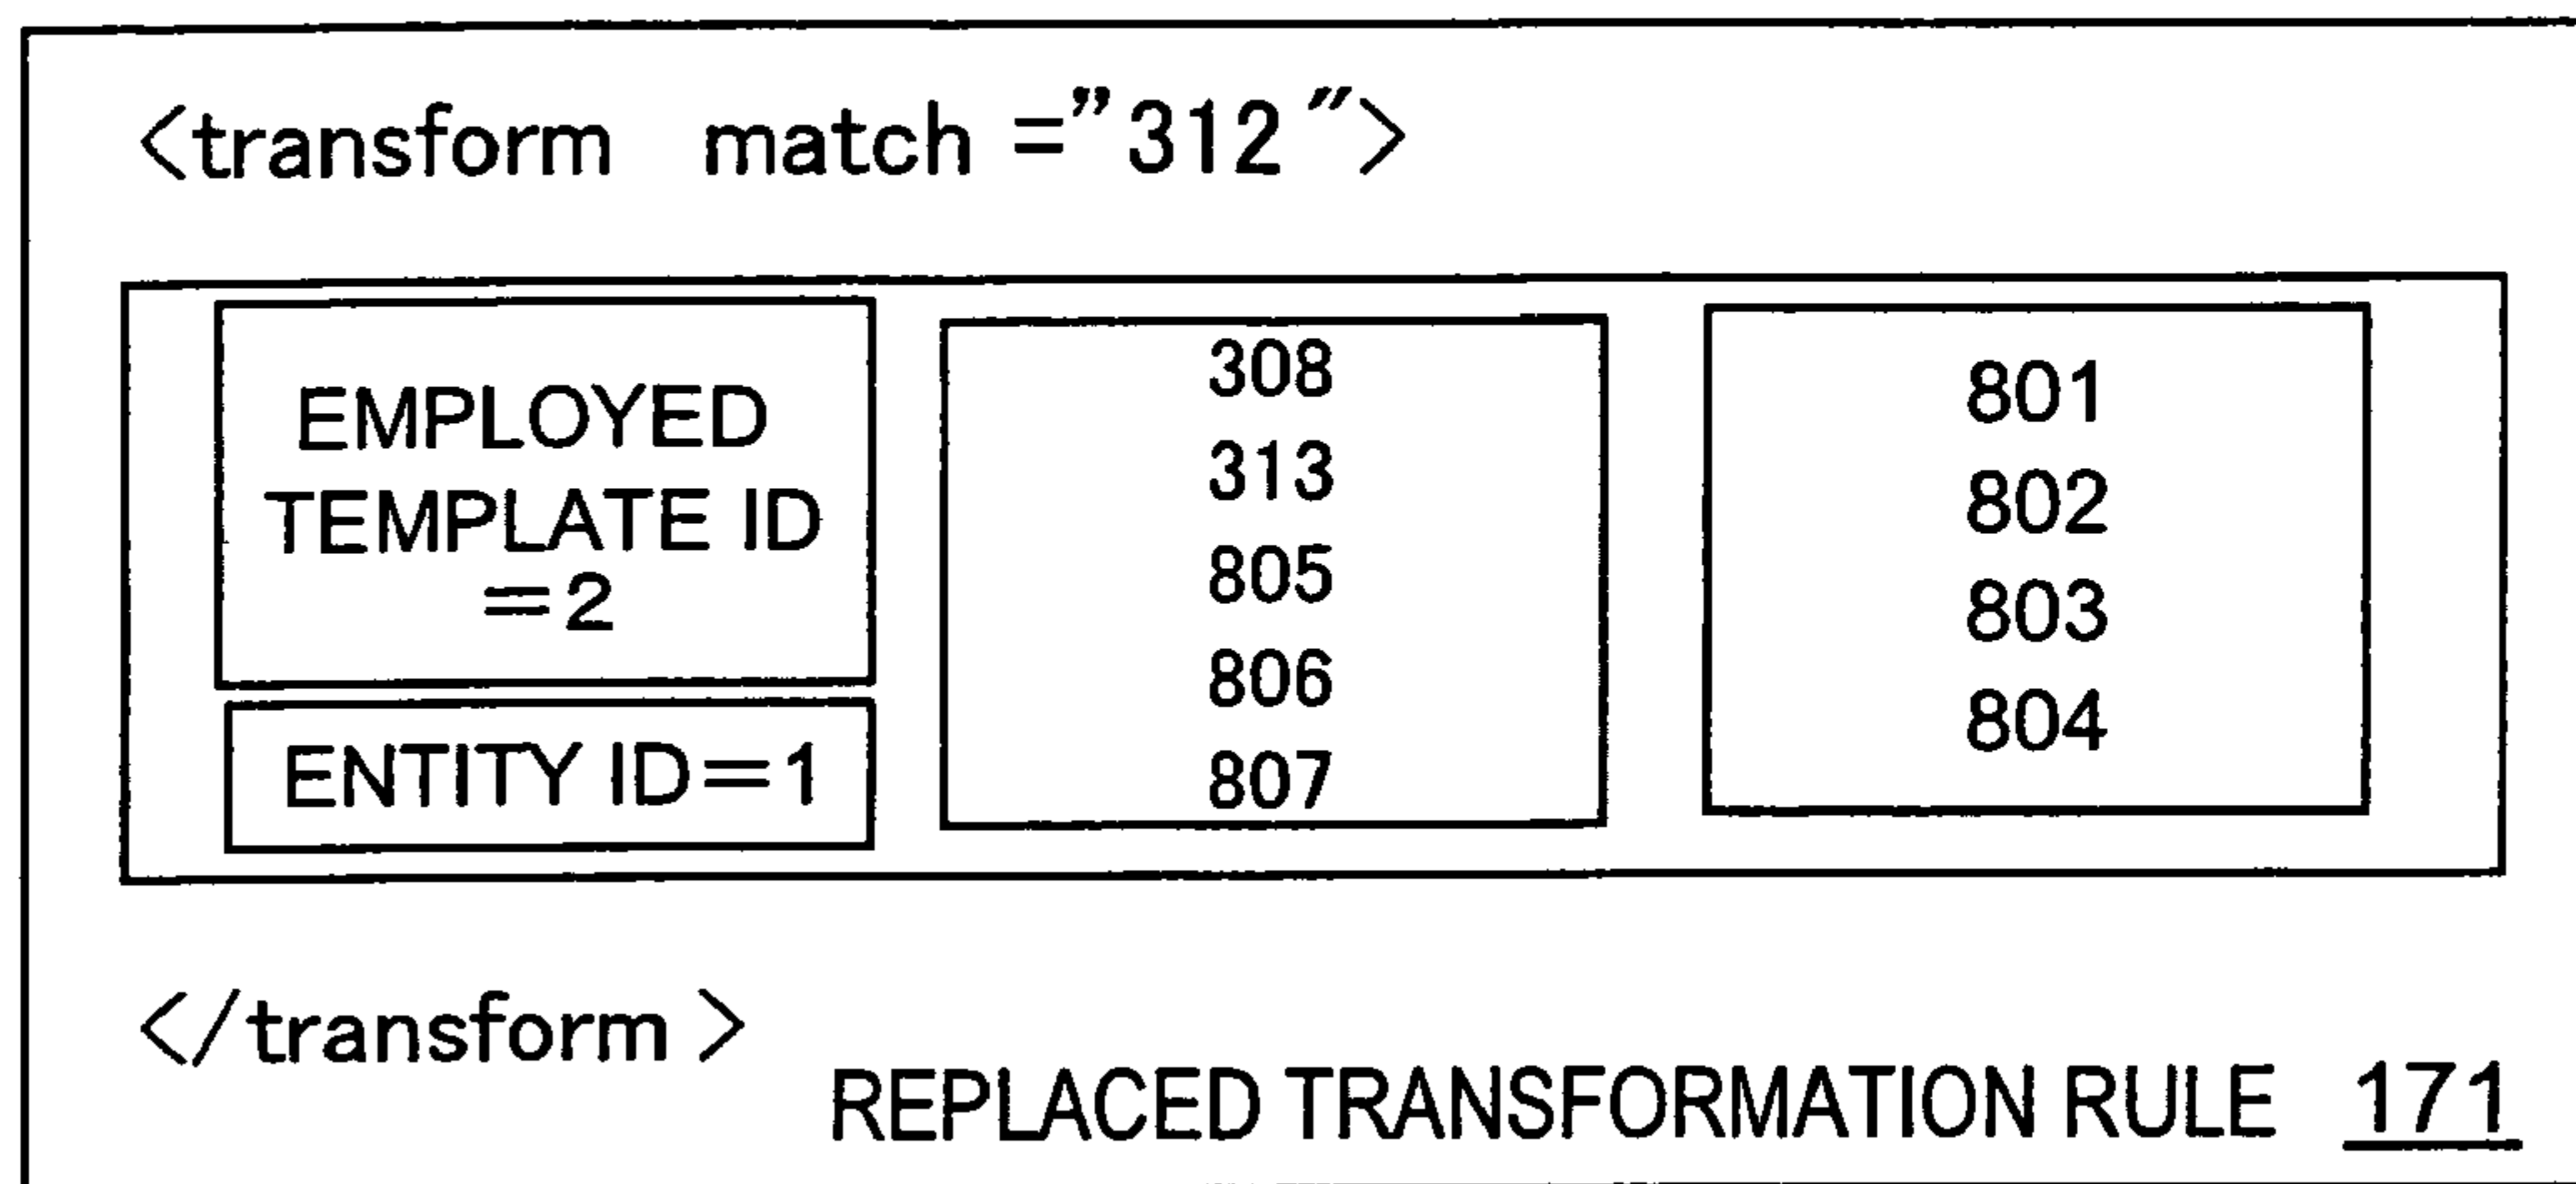 <transform match =”312″>
EMPLOYED
TEMPLATE ID
=2
ENTITY ID=1
308
313
805
806
807
801
802
803
804
</transform>
REPLACED TRANSFORMATION RULE 171